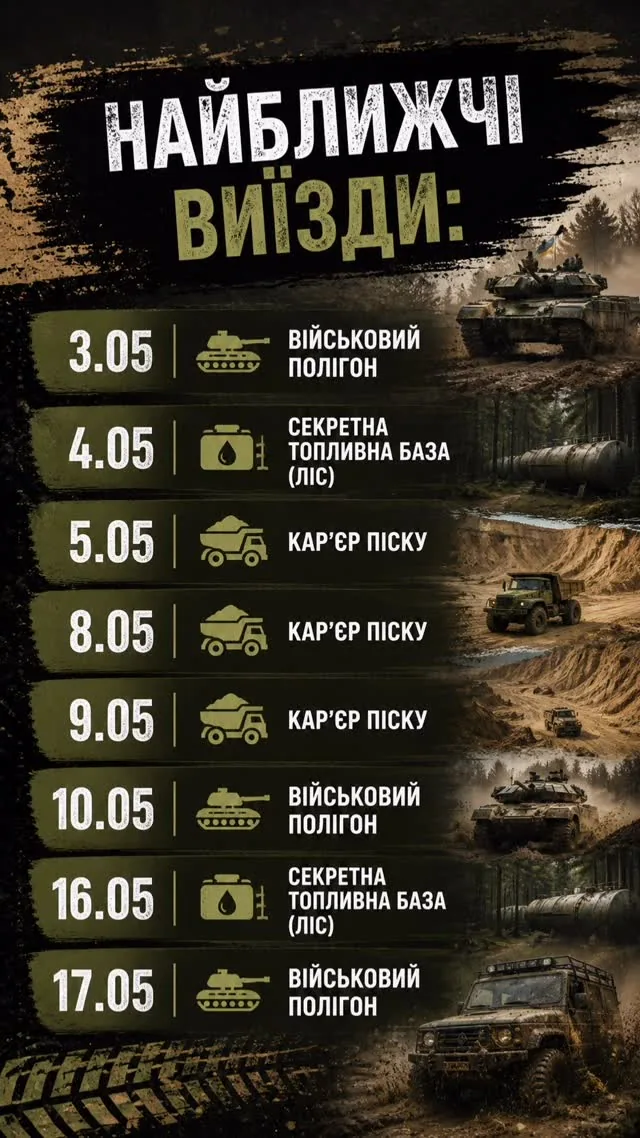 НАЙБЛИЖЧІ
ВИЇЗДИ:
3.05
ВІЙСЬКОВИЙ
ПОЛІГОН
4.05
СЕКРЕТНА
ТОПЛИВНА БАЗА
(ЛІС)
5.05
КАР'ЄР ПІСКУ
8.05
КАР'ЄР ПІСКУ
9.05
КАР'ЄР ПІСКУ
10.05
ВІЙСЬКОВИЙ
ПОЛІГОН
16.05
СЕКРЕТНА
ТОПЛИВНА БАЗА
(ЛІС)
17.05
ВІЙСЬКОВИЙ
ПОЛІГОН